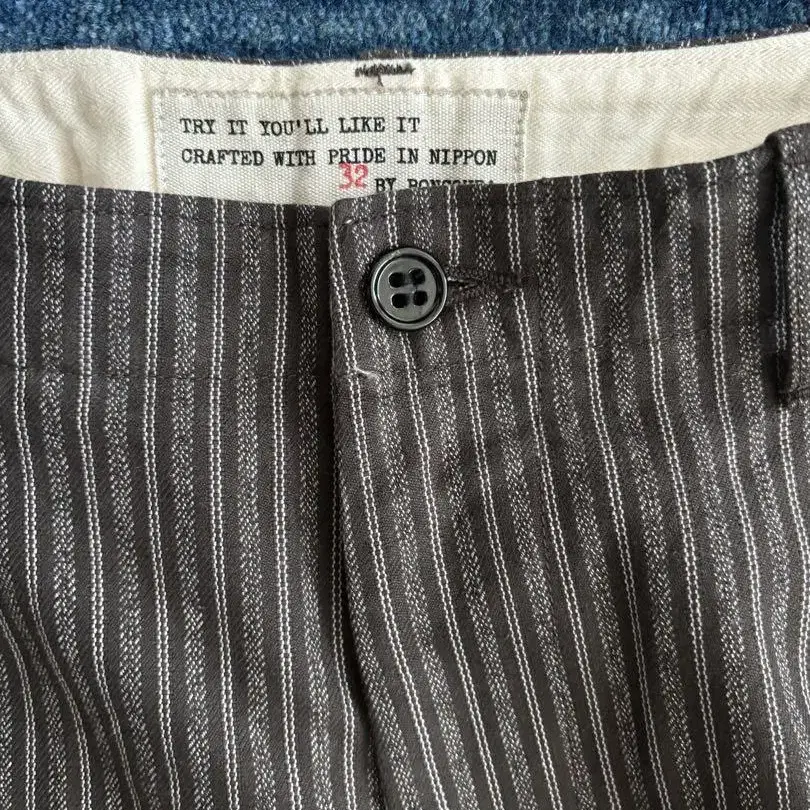 TRY IT YOU'LL LIKE IT
CRAFTED WITH PRIDE IN NIPPON
32 BY